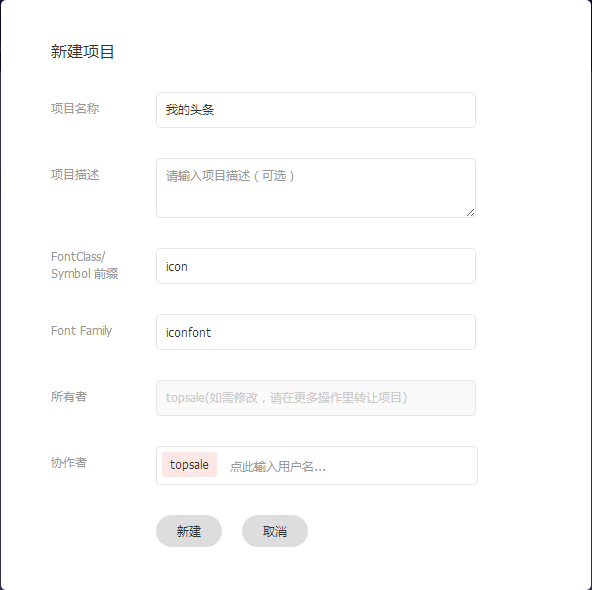 新建项目
项目名称
我的头条
项目描述
请输入项目描述（可选）
FontClass/
Symbol 前缀
icon
Font Family
iconfont
所有者
topsale(如需修改，请在更多操作里转让项目)
协作者
topsale 点此输入用户名...
新建 取消